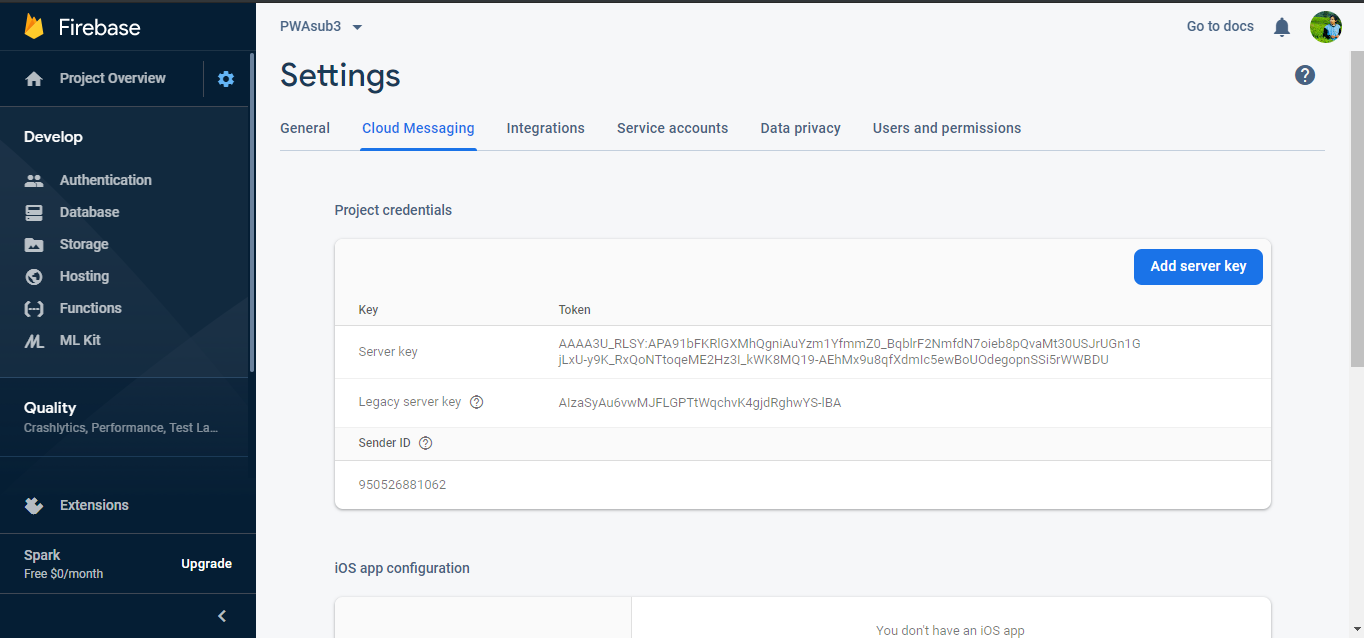 Firebase
PWAsub3
Go to docs
Project Overview
Settings
General
Cloud Messaging
Integrations
Service accounts
Data privacy
Users and permissions
Develop
Authentication
Database
Storage
Hosting
Functions
ML Kit
Quality
Crashlytics, Performance, Test La...
Extensions
Spark
Free $0/month
Upgrade
Project credentials
Add server key
Key
Token
Server key
AAAA3U_RLSY:APA91bFKRlGXMhQgniAuYzm1YfmmZ0_BqblrF2NmfdN7oieb8pQvaMt30USJrUGn1G
jLxU-y9K_RxQoNTtoqeME2Hz3I_kWK8MQ19-AEhMx9u8qfXdmIc5ewBoUOdegopnSSi5rWWBDU
Legacy server key
AIzaSyAu6vwMJFLGPTtWqchvK4gjdRghwYS-lBA
Sender ID
950526881062
iOS app configuration
You don't have an iOS app